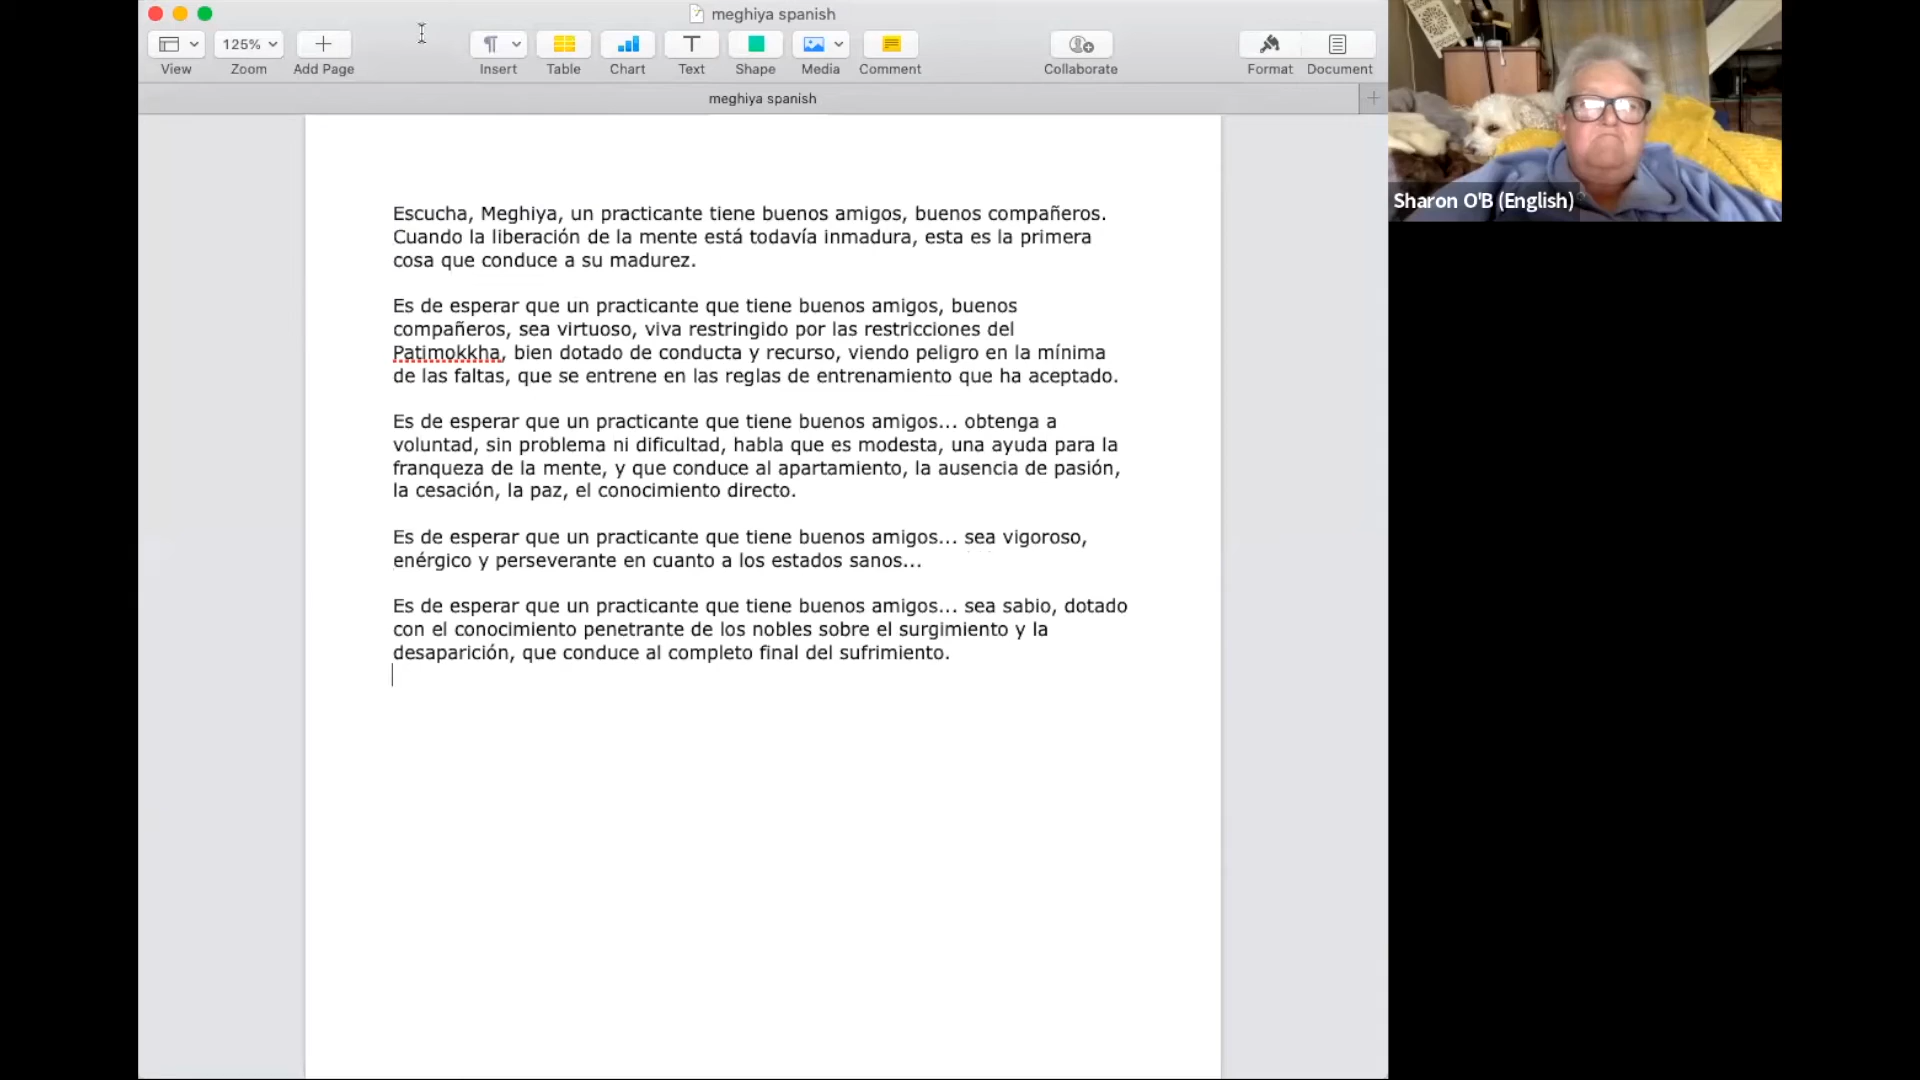 meghiya spanish
125%
View
Zoom
Add Page
Insert
Table
Chart
Text
Shape
Media
Comment
Collaborate
Format
Document
meghiya spanish
Escucha, Meghiya, un practicante tiene buenos amigos, buenos compañeros.
Cuando la liberación de la mente está todavía inmadura, esta es la primera
cosa que conduce a su madurez.
Es de esperar que un practicante que tiene buenos amigos, buenos
compañeros, sea virtuoso, viva restringido por las restricciones del
Patimokkha, bien dotado de conducta y recurso, viendo peligro en la mínima
de las faltas, que se entrene en las reglas de entrenamiento que ha aceptado.
Es de esperar que un practicante que tiene buenos amigos... obtenga a
voluntad, sin problema ni dificultad, habla que es modesta, una ayuda para la
franqueza de la mente, y que conduce al apartamiento, la ausencia de pasión,
la cesación, la paz, el conocimiento directo.
Es de esperar que un practicante que tiene buenos amigos... sea vigoroso,
enérgico y perseverante en cuanto a los estados sanos...
Es de esperar que un practicante que tiene buenos amigos... sea sabio, dotado
con el conocimiento penetrante de los nobles sobre el surgimiento y la
desaparición, que conduce al completo final del sufrimiento.
Sharon O'B (English)